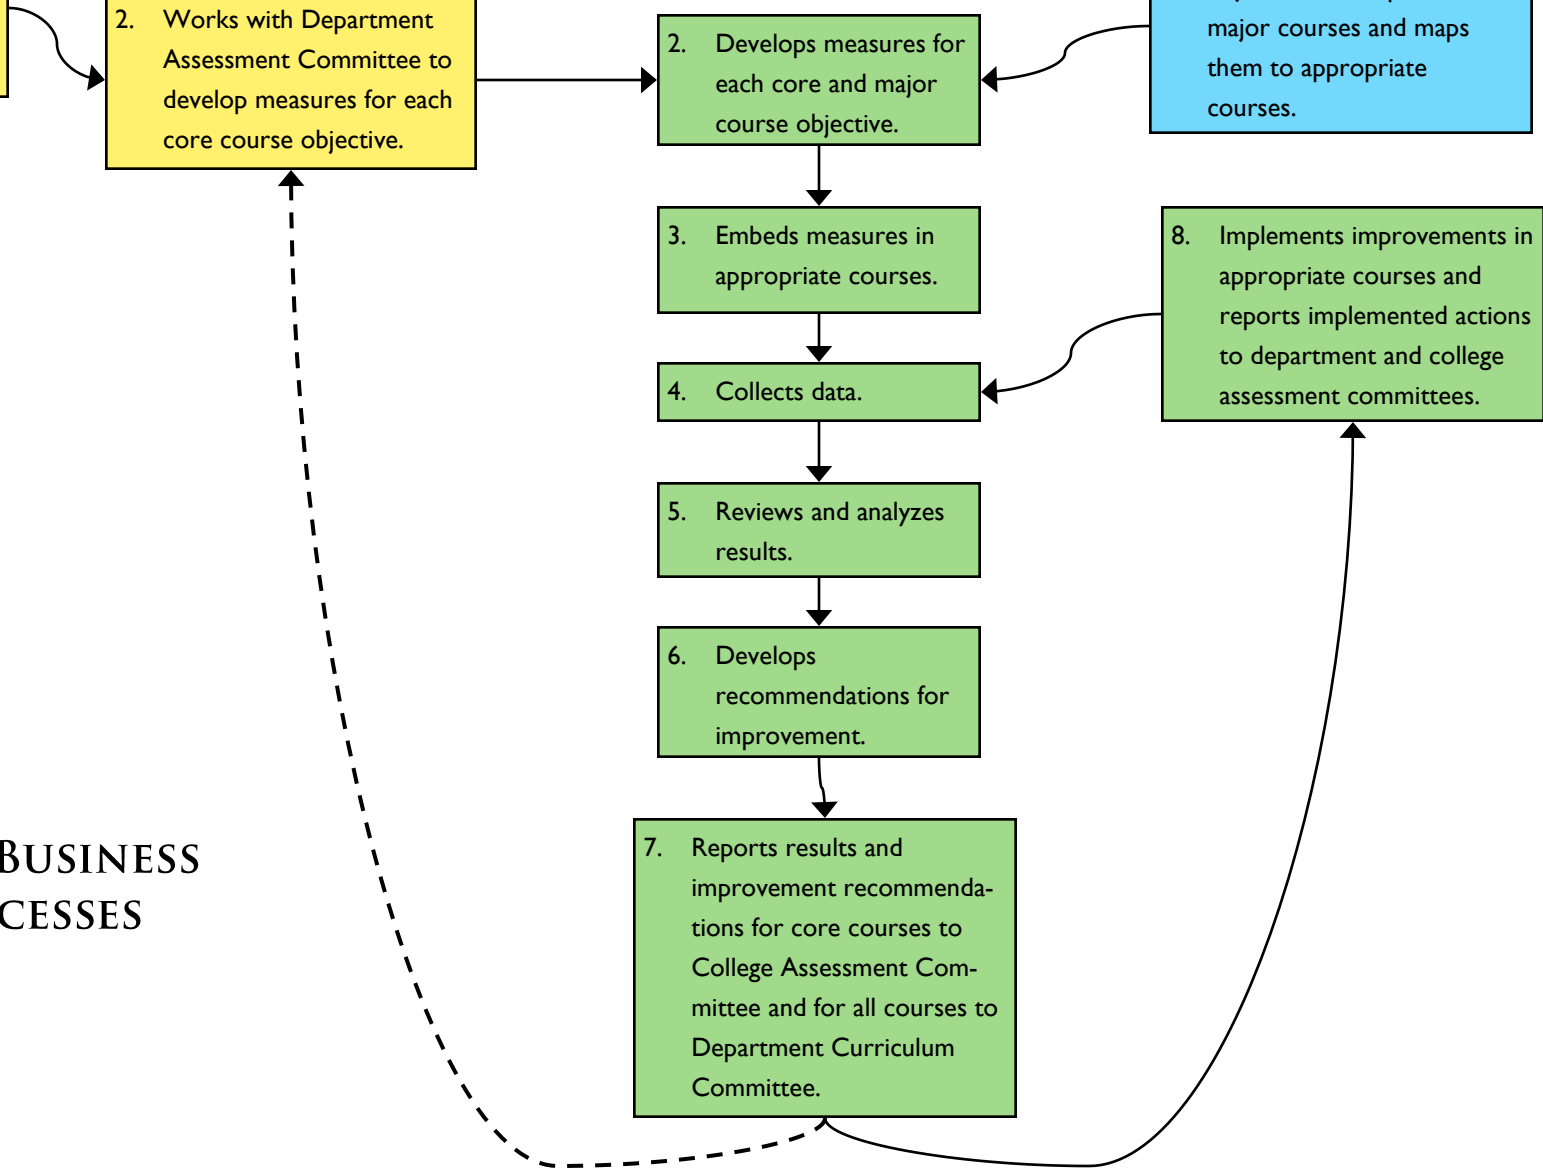 2. Works with Department
Assessment Committee to
develop measures for each
core course objective.
2. Develops measures for
each core and major
course objective.
major courses and maps
them to appropriate
courses.
3. Embeds measures in
appropriate courses.
8. Implements improvements in
appropriate courses and
reports implemented actions
to department and college
assessment committees.
4. Collects data.
5. Reviews and analyzes
results.
6. Develops
recommendations for
improvement.
7. Reports results and
improvement recommenda-
tions for core courses to
College Assessment Com-
mittee and for all courses to
Department Curriculum
Committee.
BUSINESS
CESSES